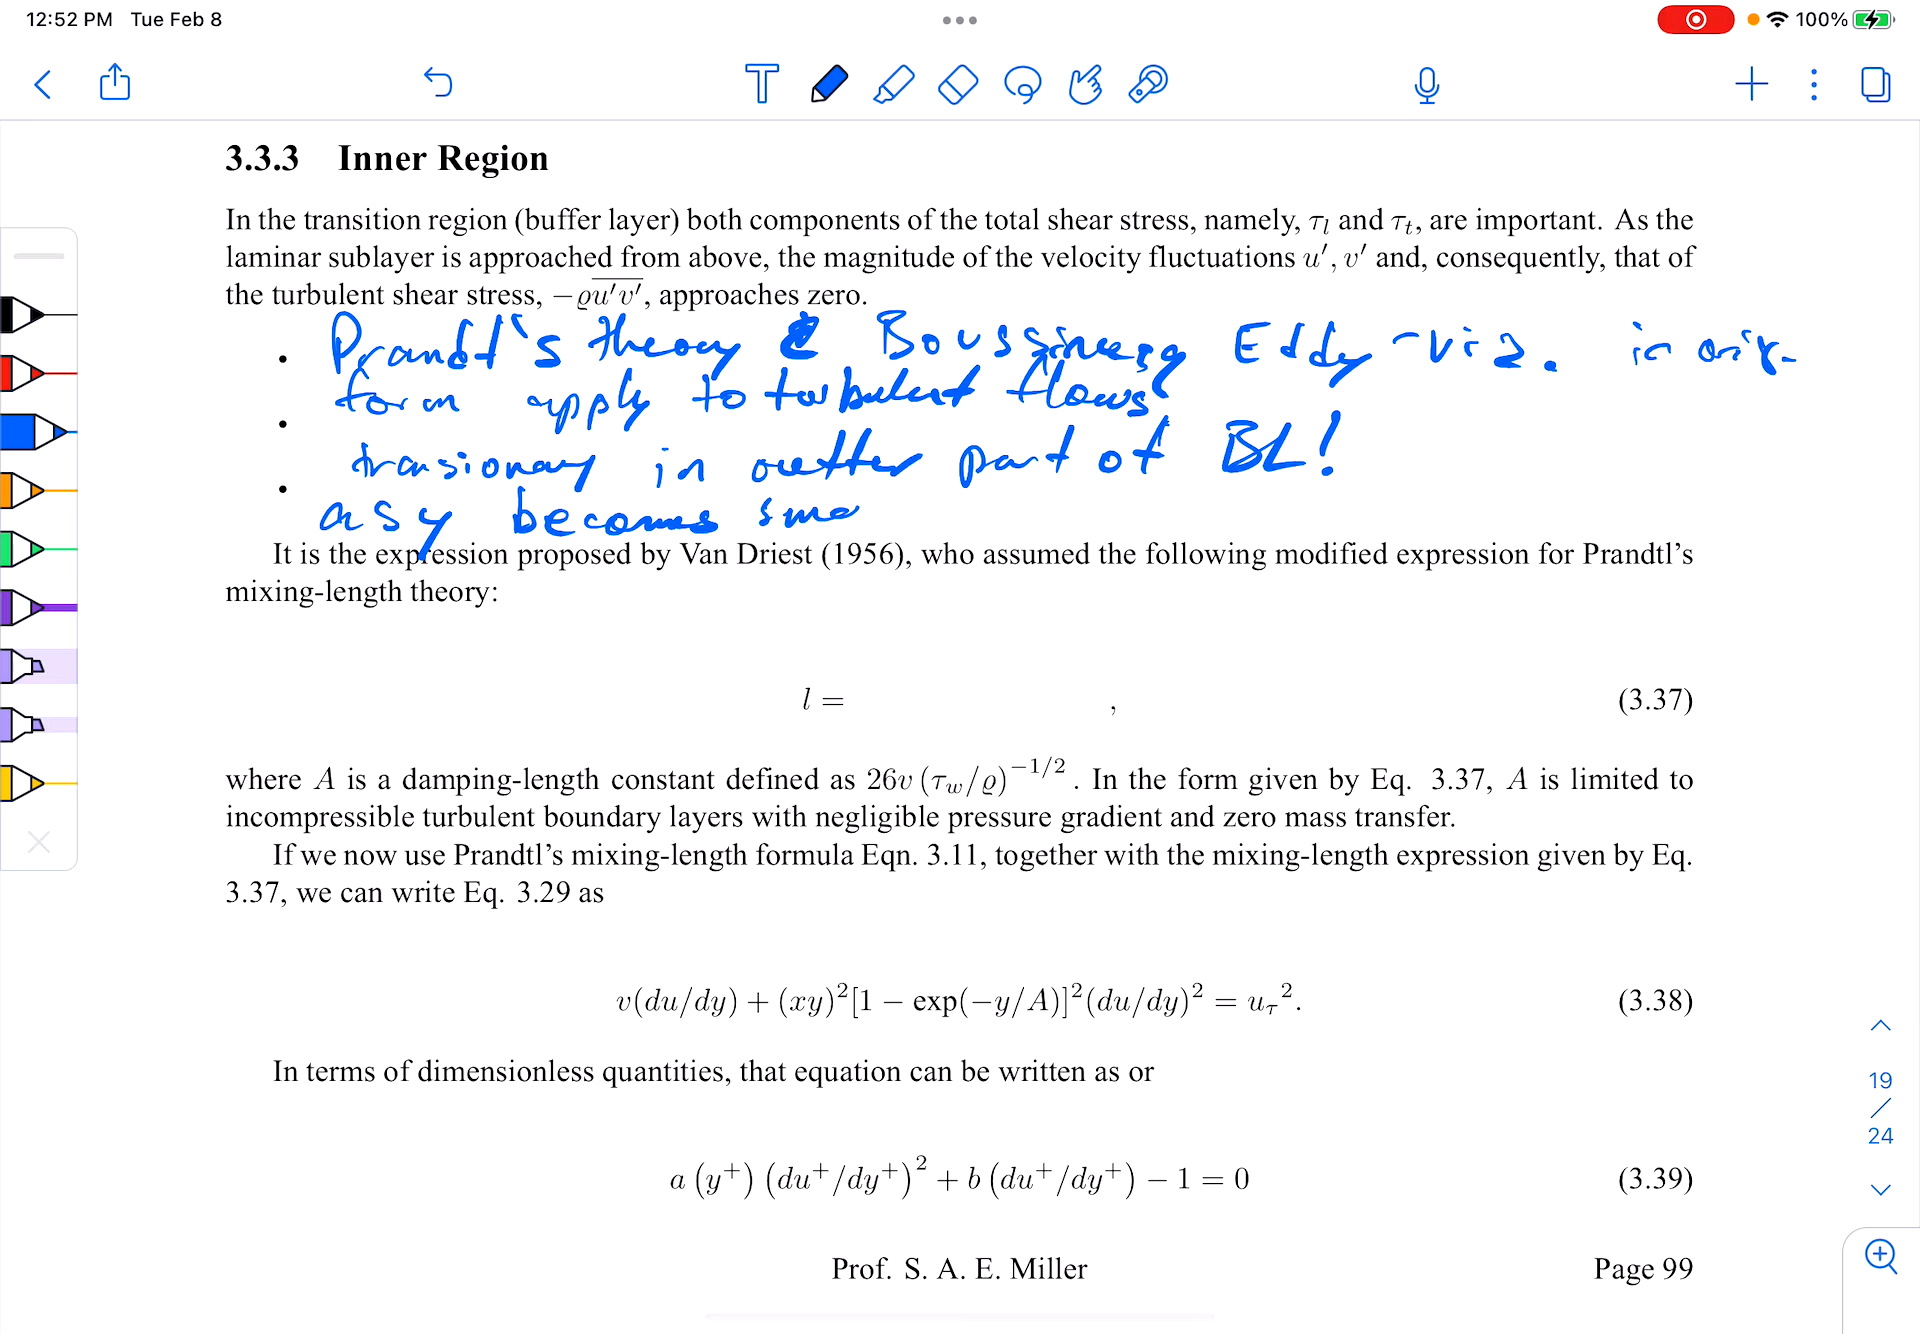 12:52 PM Tue Feb 8
100%
3.3.3 Inner Region
In the transition region (buffer layer) both components of the total shear stress, namely, τl and τt, are important. As the
laminar sublayer is approached from above, the magnitude of the velocity fluctuations u′, v′ and, consequently, that of
the turbulent shear stress, −ϱu′v′, approaches zero.
• Prandt's theory & Boussinesq Eddy-Vis. in orig.
form apply to turbulent flows
•
transionary in outter part of BL!
•
as y becomes sma
It is the expression proposed by Van Driest (1956), who assumed the following modified expression for Prandtl's
mixing-length theory:
l = , (3.37)
where A is a damping-length constant defined as 26v (τw/ϱ)^−1/2. In the form given by Eq. 3.37, A is limited to
incompressible turbulent boundary layers with negligible pressure gradient and zero mass transfer.
If we now use Prandtl's mixing-length formula Eqn. 3.11, together with the mixing-length expression given by Eq.
3.37, we can write Eq. 3.29 as
v(du/dy) + (xy)²[1 − exp(−y/A)]²(du/dy)² = uτ². (3.38)
In terms of dimensionless quantities, that equation can be written as or
a (y⁺) (du⁺/dy⁺)² + b (du⁺/dy⁺) − 1 = 0 (3.39)
19
/
24
Prof. S. A. E. Miller Page 99